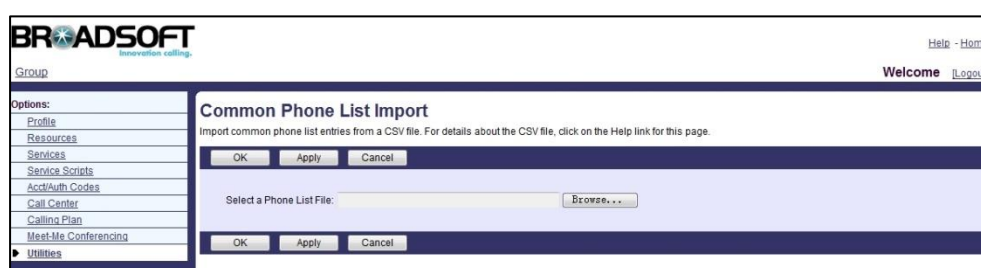 BROADSOFT
Innovation calling.
Help - Hom
Group
Welcome [Logou
Options:
Profile
Resources
Services
Service Scripts
Acct/Auth Codes
Call Center
Calling Plan
Meet-Me Conferencing
Utilities
Common Phone List Import
Import common phone list entries from a CSV file. For details about the CSV file, click on the Help link for this page.
OK Apply Cancel
Select a Phone List File: Browse...
OK Apply Cancel